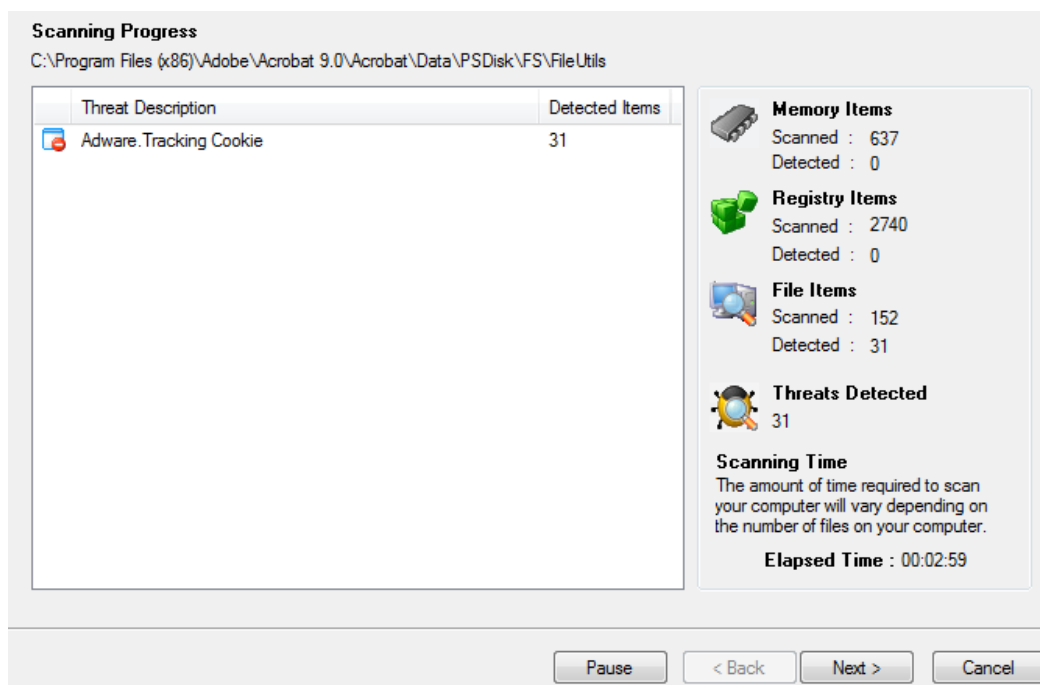 Scanning Progress
C:\Program Files (x86)\Adobe\Acrobat 9.0\Acrobat\Data\PSDisk\FS\FileUtils
Threat Description Detected Items
Adware.Tracking Cookie 31
Memory Items
Scanned : 637
Detected : 0
Registry Items
Scanned : 2740
Detected : 0
File Items
Scanned : 152
Detected : 31
Threats Detected
31
Scanning Time
The amount of time required to scan
your computer will vary depending on
the number of files on your computer.
Elapsed Time : 00:02:59
Pause < Back Next > Cancel